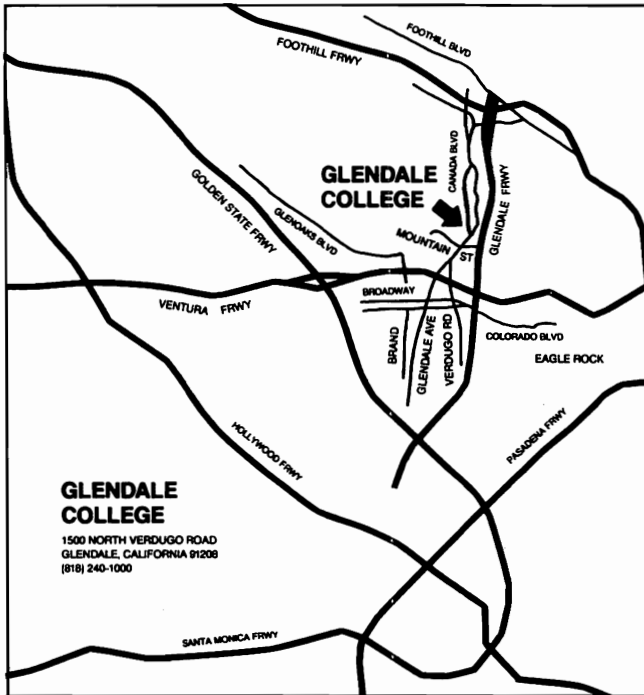 FOOTHILL BLVD
FOOTHILL FRWY
CANADA BLVD
GLENDALE
COLLEGE
GLENDALE FRWY
GOLDEN STATE FRWY
GLENOAKS BLVD
MOUNTAIN
ST
BROADWAY
VENTURA FRWY
BRAND
GLENDALE AVE
VERDUGO RD
COLORADO BLVD
EAGLE ROCK
HOLLYWOOD FRWY
PASADENA FRWY
GLENDALE
COLLEGE
1500 NORTH VERDUGO ROAD
GLENDALE, CALIFORNIA 91208
(818) 240-1000
SANTA MONICA FRWY